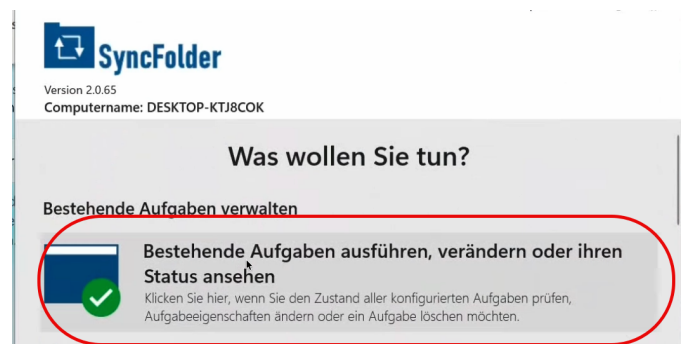 SyncFolder
Version 2.0.65
Computername: DESKTOP-KTJ8COK
Was wollen Sie tun?
Bestehende Aufgaben verwalten
Bestehende Aufgaben ausführen, verändern oder ihren
Status ansehen
Klicken Sie hier, wenn Sie den Zustand aller konfigurierten Aufgaben prüfen,
Aufgabeeigenschaften ändern oder ein Aufgabe löschen möchten.